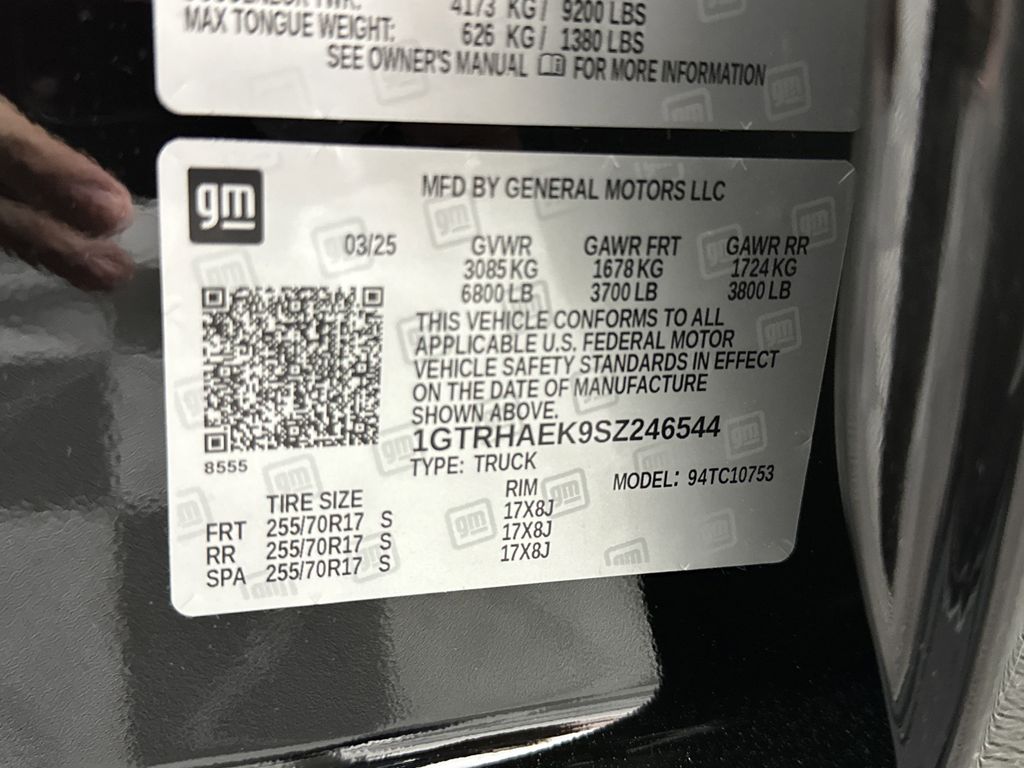 4173 KG / 9200 LBS
MAX TONGUE WEIGHT: 626 KG / 1380 LBS
SEE OWNER'S MANUAL FOR MORE INFORMATION
gm
MFD BY GENERAL MOTORS LLC
03/25 GVWR GAWR FRT GAWR RR
3085 KG 1678 KG 1724 KG
6800 LB 3700 LB 3800 LB
THIS VEHICLE CONFORMS TO ALL
APPLICABLE U.S. FEDERAL MOTOR
VEHICLE SAFETY STANDARDS IN EFFECT
ON THE DATE OF MANUFACTURE
SHOWN ABOVE.
1GTRHAEK9SZ246544
8555
TYPE: TRUCK MODEL: 94TC10753
TIRE SIZE RIM
FRT 255/70R17 S 17X8J
RR 255/70R17 S 17X8J
SPA 255/70R17 S 17X8J